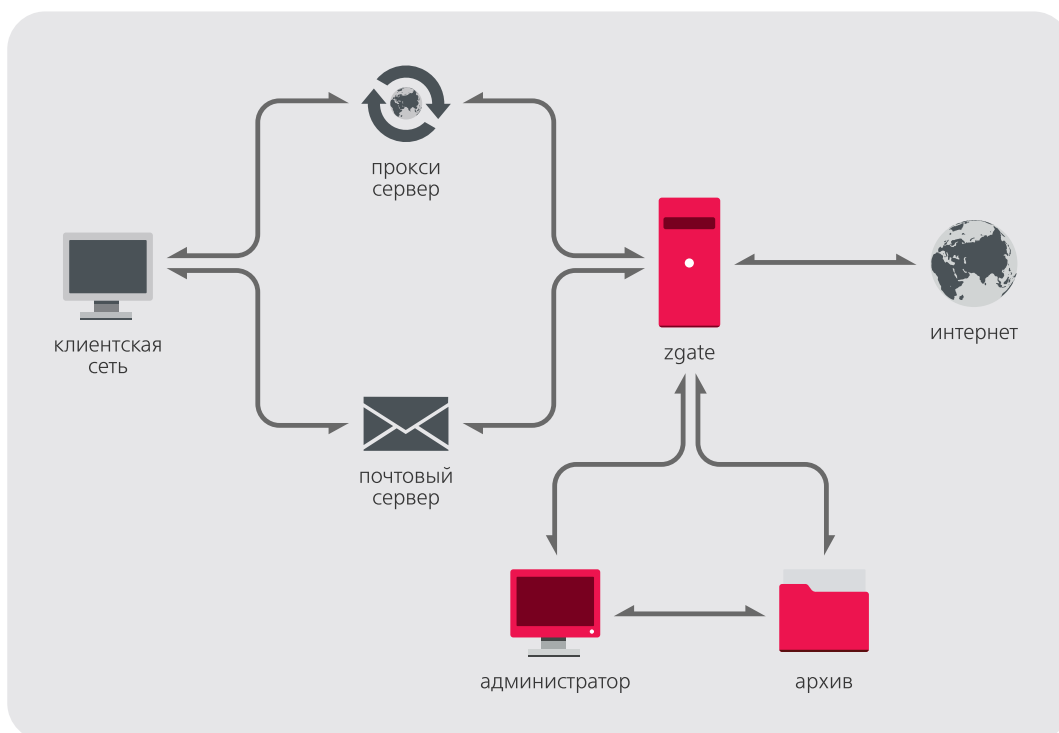 прокси
сервер
клиентская
сеть
zgate
интернет
почтовый
сервер
администратор
архив